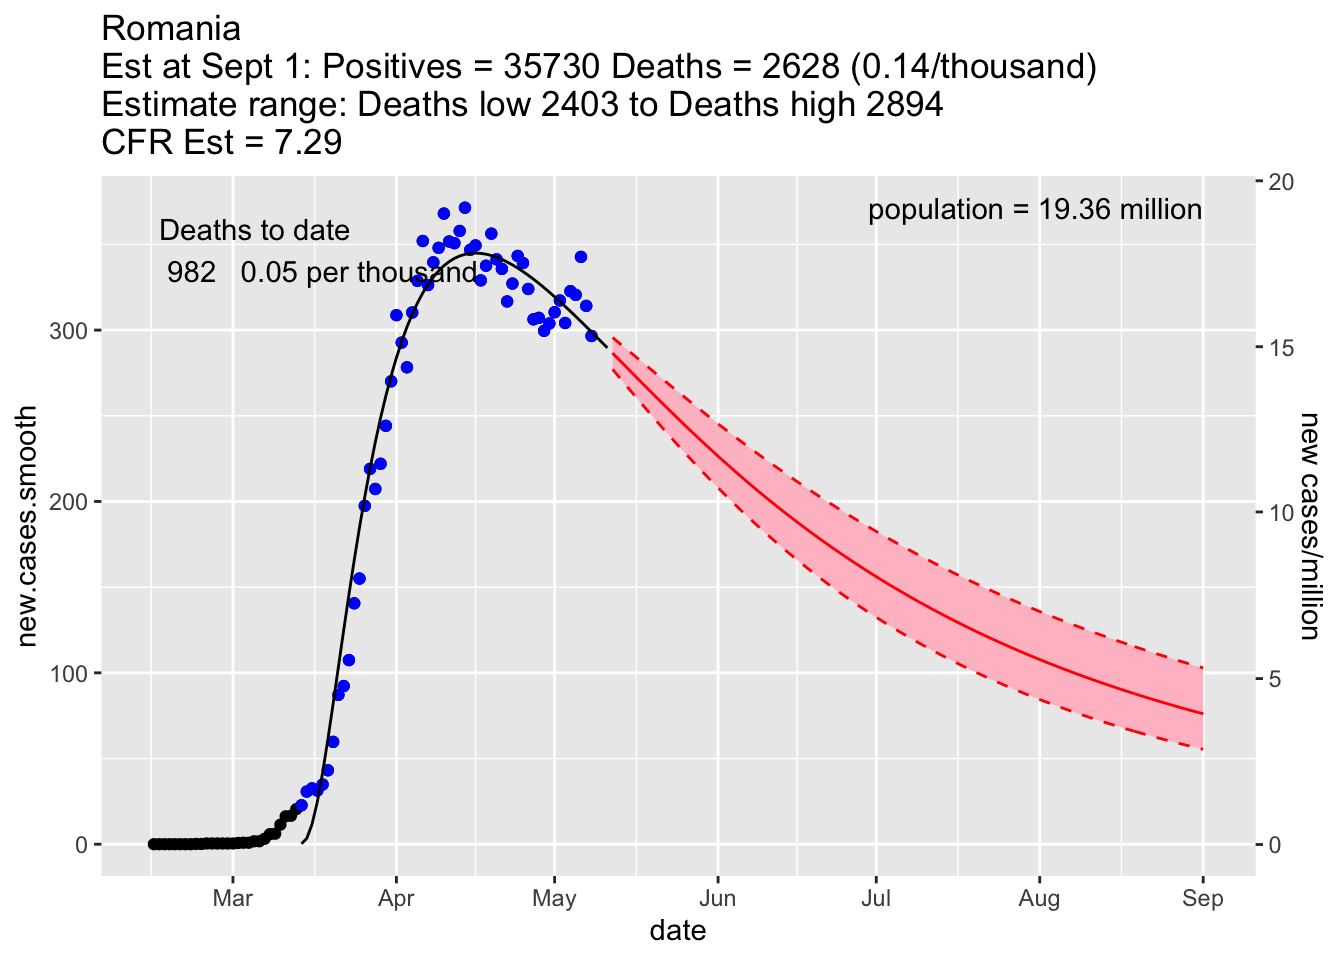 Romania
Est at Sept 1: Positives = 35730 Deaths = 2628 (0.14/thousand)
Estimate range: Deaths low 2403 to Deaths high 2894
CFR Est = 7.29
Deaths to date
982 0.05 per thousand
population = 19.36 million
new.cases.smooth
300
200
100
0
20
15
10
5
0
new cases/million
Mar Apr May Jun Jul Aug Sep
date